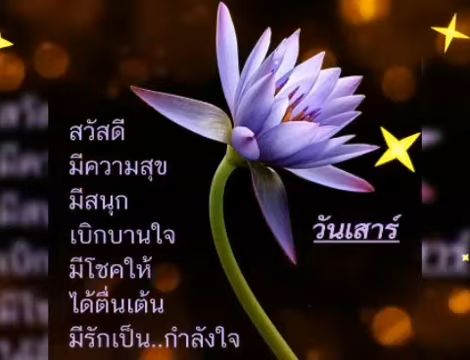 สวัสดี
มีความสุข
มีสนุก
เบิกบานใจ
วันเสาร์
มีโชคให้
ได้ตื่นเต้น
มีรักเป็น..กำลังใจ